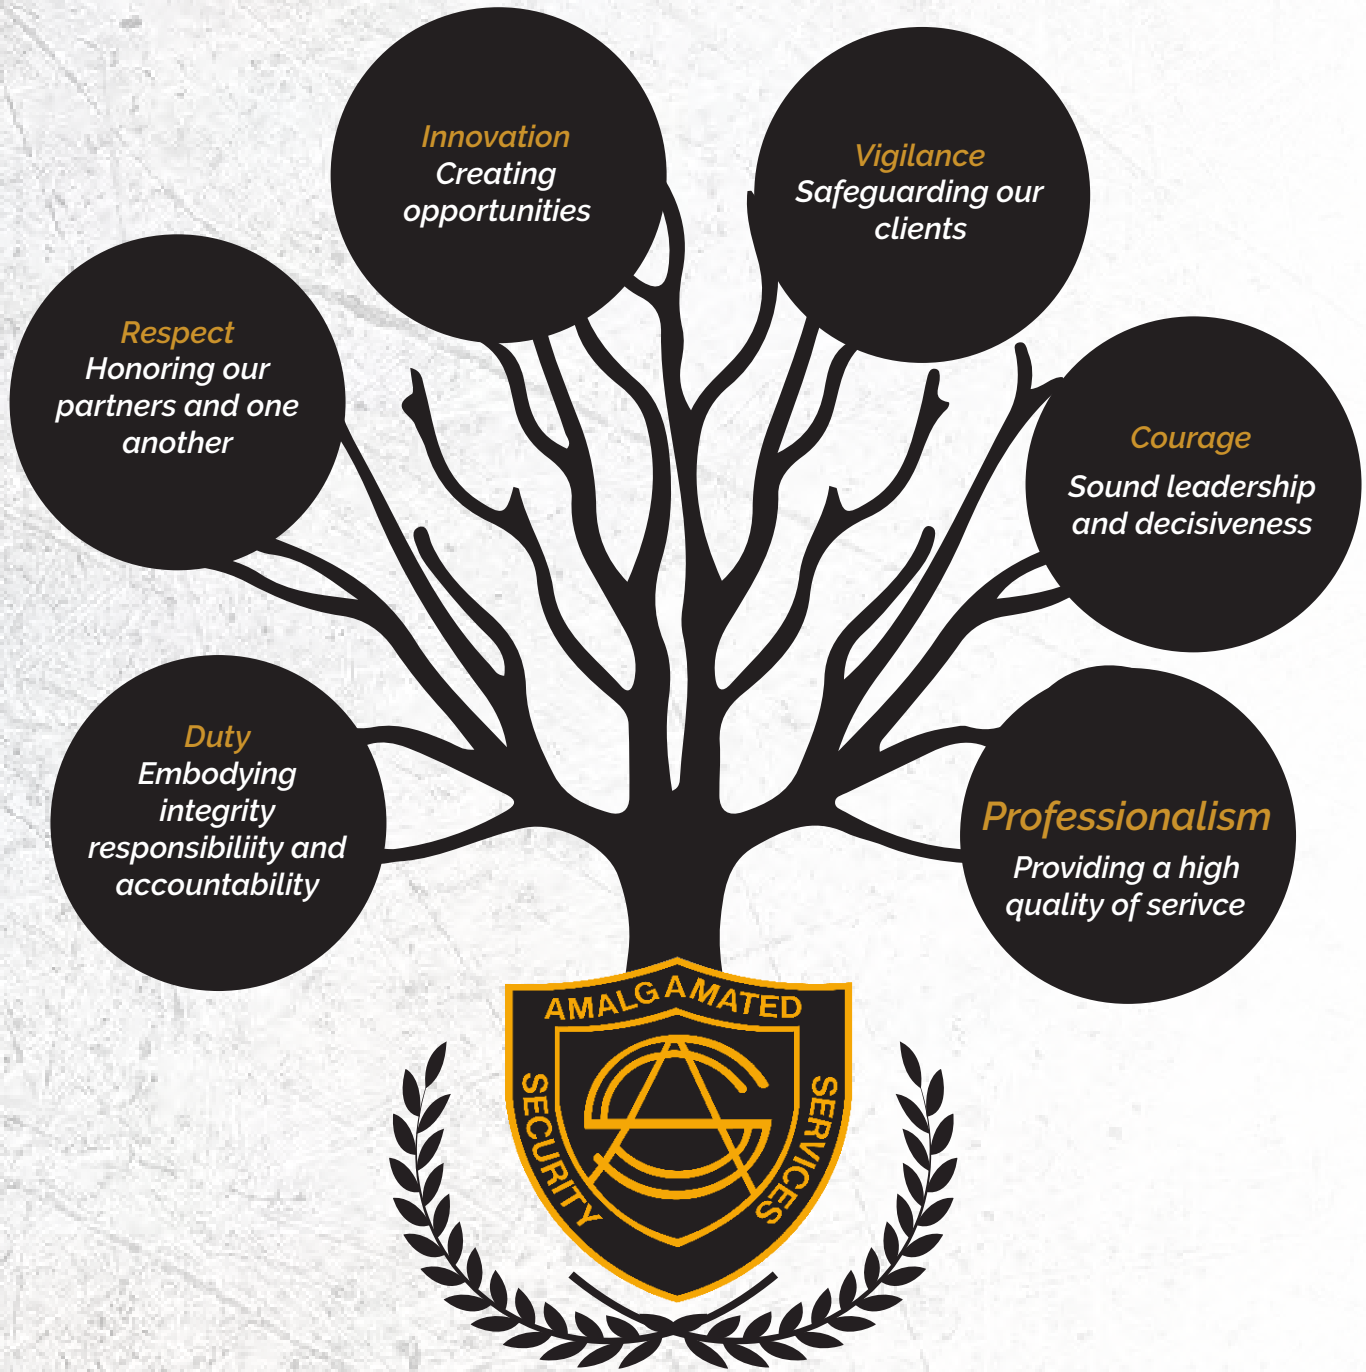 Innovation
Creating
opportunities
Vigilance
Safeguarding our
clients
Respect
Honoring our
partners and one
another
Courage
Sound leadership
and decisiveness
Duty
Embodying
integrity
responsibiliity and
accountability
Professionalism
Providing a high
quality of serivce
AMALGAMATED
SECURITY
SERVICES